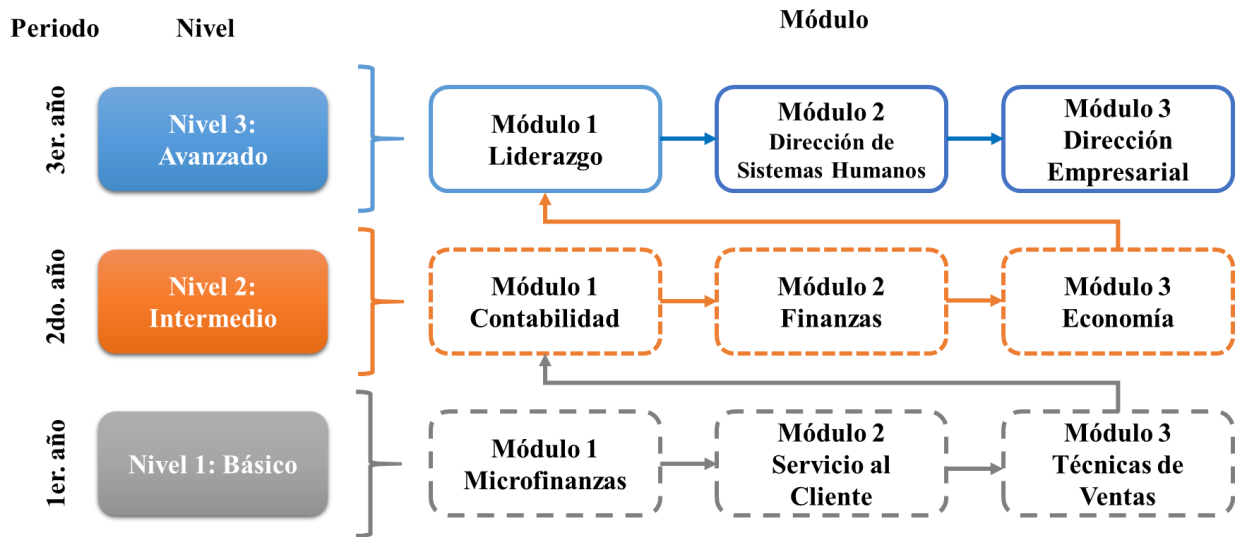 Periodo
Nivel
Módulo
3er. año
Nivel 3:
Avanzado
Módulo 1
Liderazgo
Módulo 2
Dirección de
Sistemas Humanos
Módulo 3
Dirección
Empresarial
2do. año
Nivel 2:
Intermedio
Módulo 1
Contabilidad
Módulo 2
Finanzas
Módulo 3
Economía
1er. año
Nivel 1: Básico
Módulo 1
Microfinanzas
Módulo 2
Servicio al
Cliente
Módulo 3
Técnicas de
Ventas